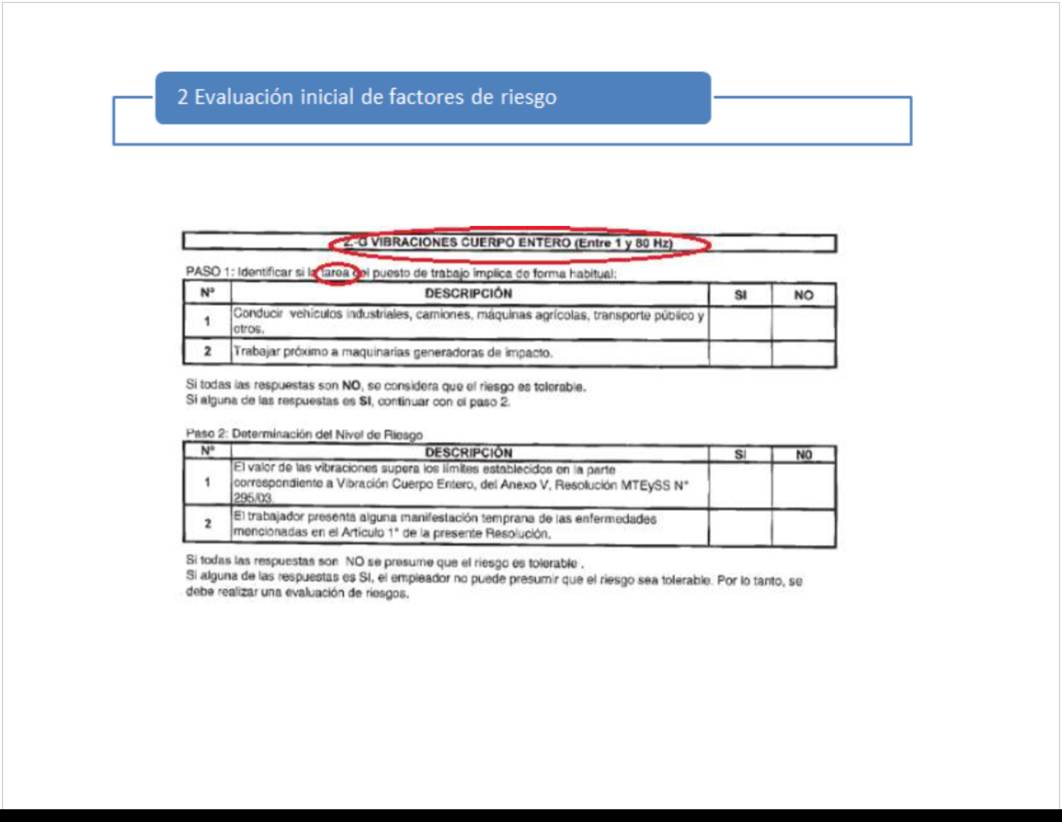 2 Evaluación inicial de factores de riesgo
2.-G VIBRACIONES CUERPO ENTERO (Entre 1 y 80 Hz)
PASO 1: Identificar si la tarea del puesto de trabajo implica de forma habitual:
Nº DESCRIPCIÓN SI NO
1 Conducir vehículos industriales, camiones, máquinas agrícolas, transporte público y
otros.
2 Trabajar próximo a maquinarias generadoras de impacto.
Si todas las respuestas son NO, se considera que el riesgo es tolerable.
Si alguna de las respuestas es SI, continuar con el paso 2.
Paso 2: Determinación del Nivel de Riesgo
Nº DESCRIPCIÓN SI NO
1 El valor de las vibraciones supera los límites establecidos en la parte
correspondiente a Vibración Cuerpo Entero, del Anexo V, Resolución MTEySS Nº
295/03.
2 El trabajador presenta alguna manifestación temprana de las enfermedades
mencionadas en el Artículo 1º de la presente Resolución.
Si todas las respuestas son NO se presume que el riesgo es tolerable .
Si alguna de las respuestas es SI, el empleador no puede presumir que el riesgo sea tolerable. Por lo tanto, se
debe realizar una evaluación de riesgos.